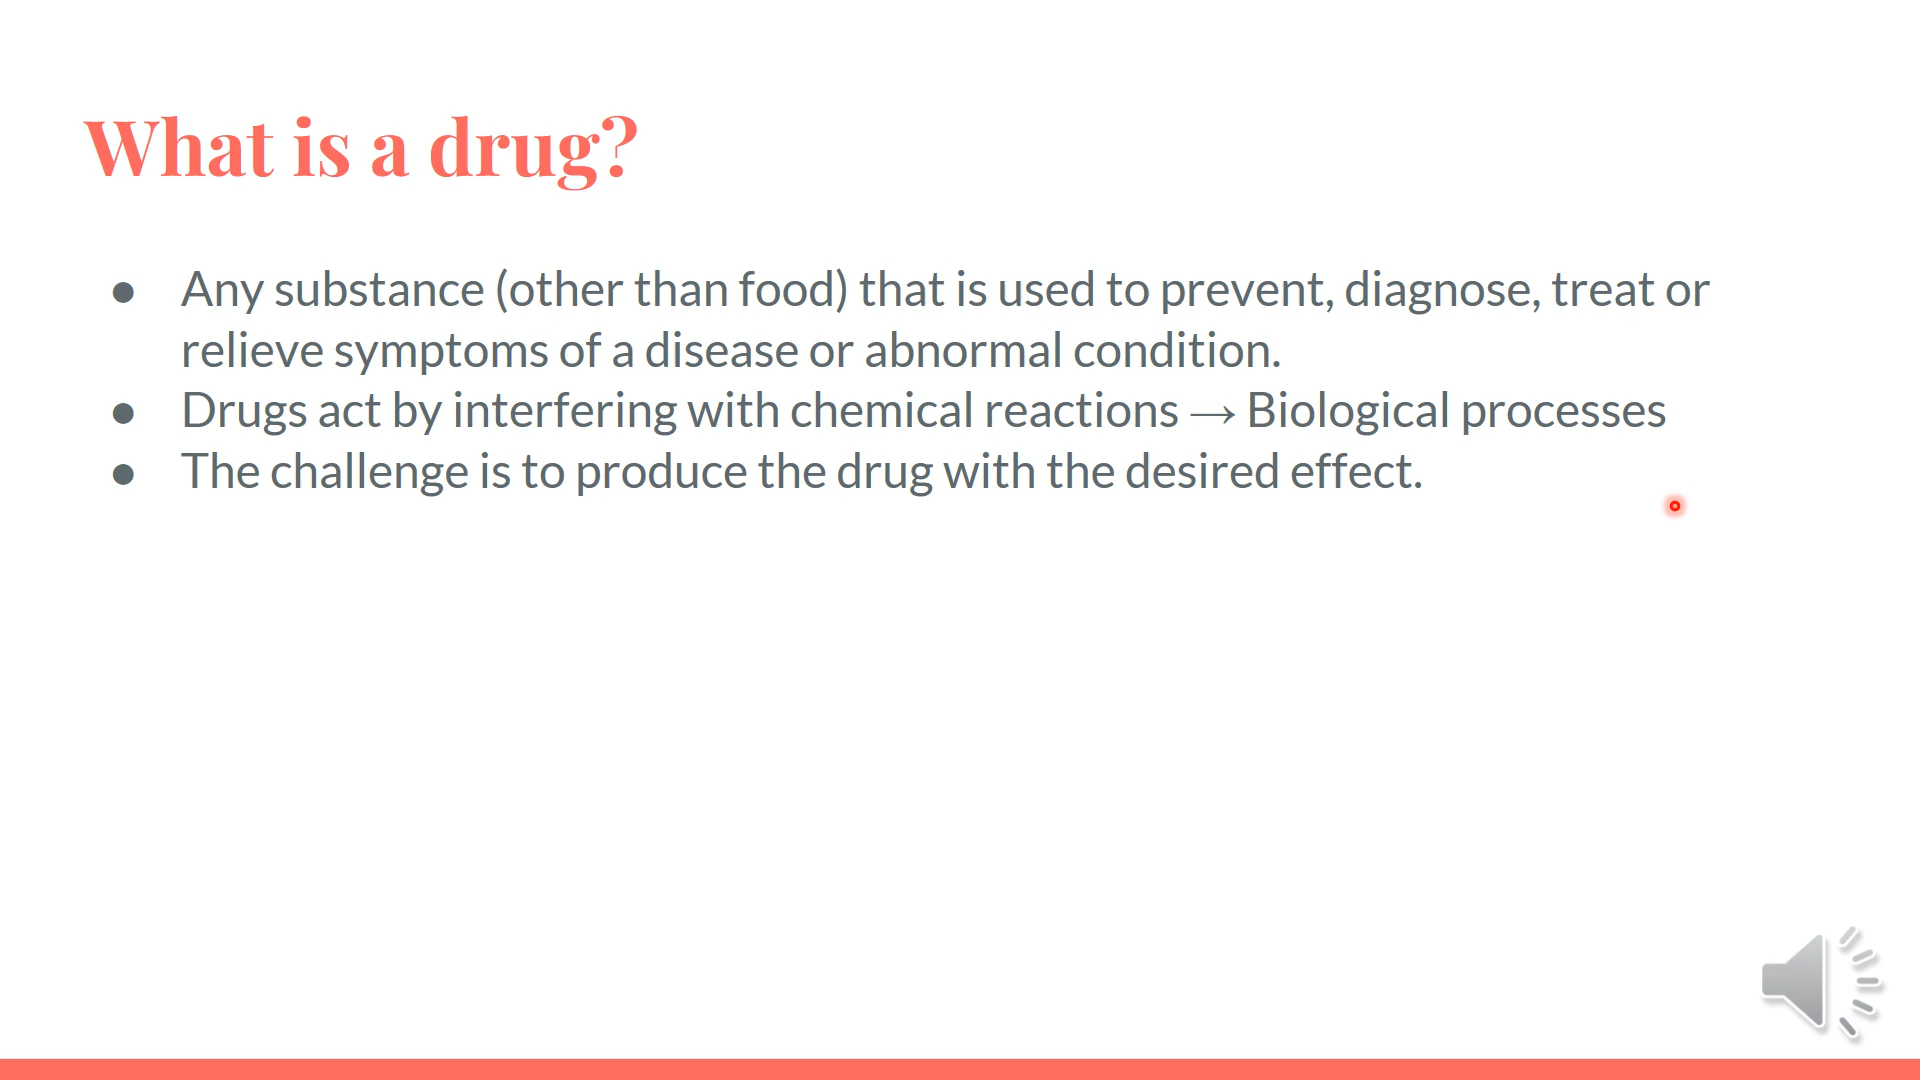 What is a drug?
● Any substance (other than food) that is used to prevent, diagnose, treat or
relieve symptoms of a disease or abnormal condition.
● Drugs act by interfering with chemical reactions → Biological processes
● The challenge is to produce the drug with the desired effect.